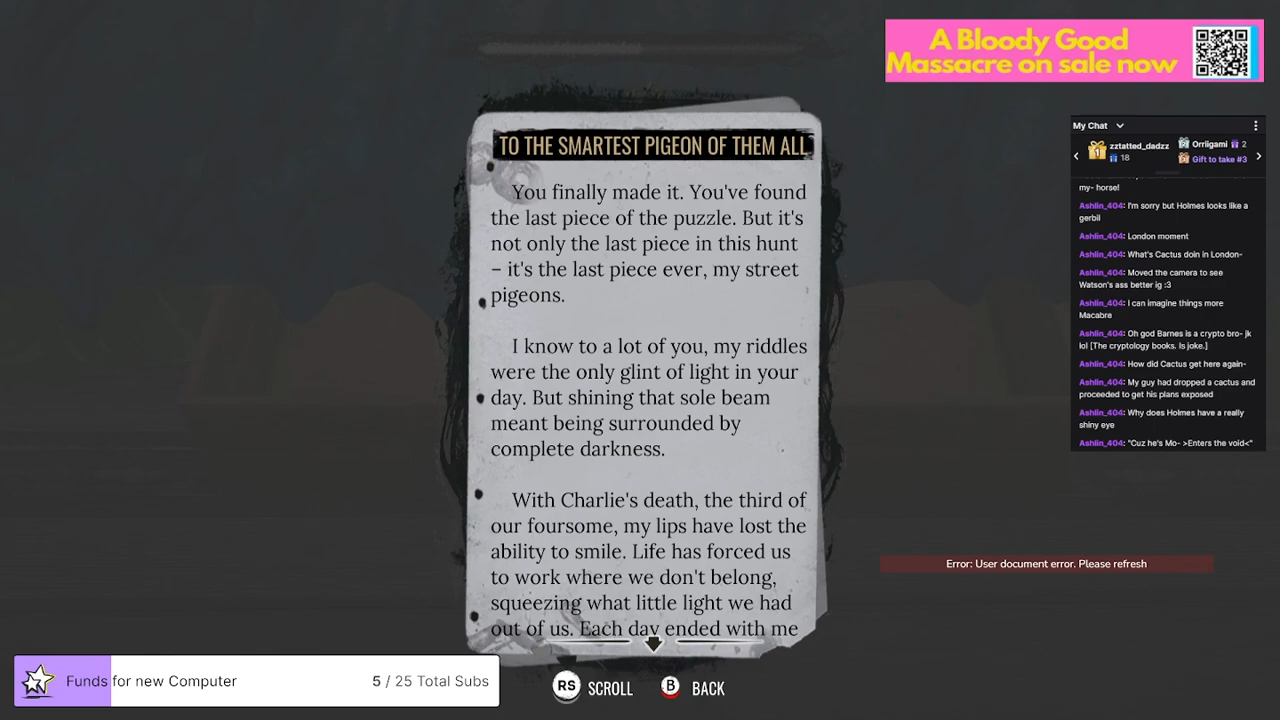 A Bloody Good
Massacre on sale now
My Chat
zztatted_dadzz
18
Orriigami 2
Gift to take #3
my- horse!
Ashlin_404: I'm sorry but Holmes looks like a
gerbil
Ashlin_404: London moment
Ashlin_404: What's Cactus doin in London-
Ashlin_404: Moved the camera to see
Watson's ass better ig :3
Ashlin_404: I can imagine things more
Macabre
Ashlin_404: Oh god Barnes is a crypto bro- jk
lol [The cryptology books. Is joke.]
Ashlin_404: How did Cactus get here again-
Ashlin_404: My guy had dropped a cactus and
proceeded to get his plans exposed
Ashlin_404: Why does Holmes have a really
shiny eye
Ashlin_404: "Cuz he's Mo- >Enters the void<"
TO THE SMARTEST PIGEON OF THEM ALL
You finally made it. You've found
the last piece of the puzzle. But it's
not only the last piece in this hunt
– it's the last piece ever, my street
pigeons.
I know to a lot of you, my riddles
were the only glint of light in your
day. But shining that sole beam
meant being surrounded by
complete darkness.
With Charlie's death, the third of
our foursome, my lips have lost the
ability to smile. Life has forced us
to work where we don't belong,
squeezing what little light we had
out of us. Each day ended with me
Error: User document error. Please refresh
Funds for new Computer
5 / 25 Total Subs
RS SCROLL
B BACK